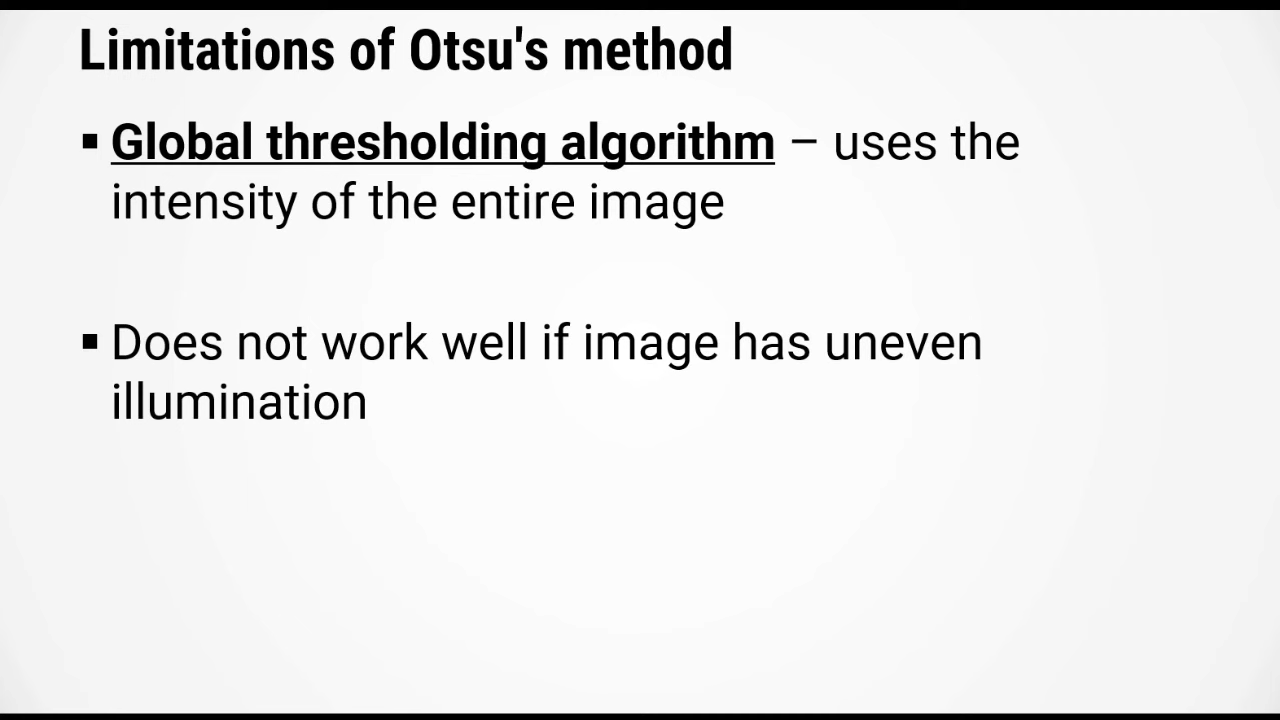 Limitations of Otsu's method
▪ Global thresholding algorithm – uses the
intensity of the entire image
▪ Does not work well if image has uneven
illumination